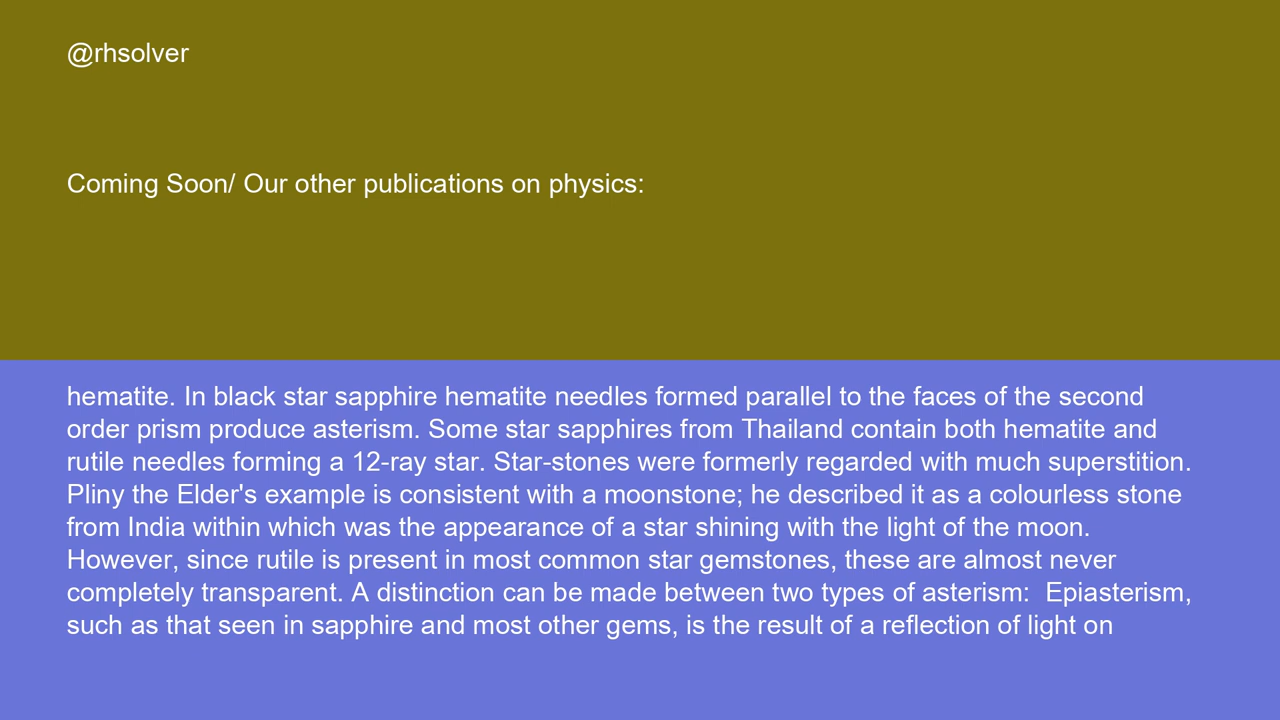 @rhsolver
Coming Soon/ Our other publications on physics:
hematite. In black star sapphire hematite needles formed parallel to the faces of the second
order prism produce asterism. Some star sapphires from Thailand contain both hematite and
rutile needles forming a 12-ray star. Star-stones were formerly regarded with much superstition.
Pliny the Elder's example is consistent with a moonstone; he described it as a colourless stone
from India within which was the appearance of a star shining with the light of the moon.
However, since rutile is present in most common star gemstones, these are almost never
completely transparent. A distinction can be made between two types of asterism:  Epiasterism,
such as that seen in sapphire and most other gems, is the result of a reflection of light on